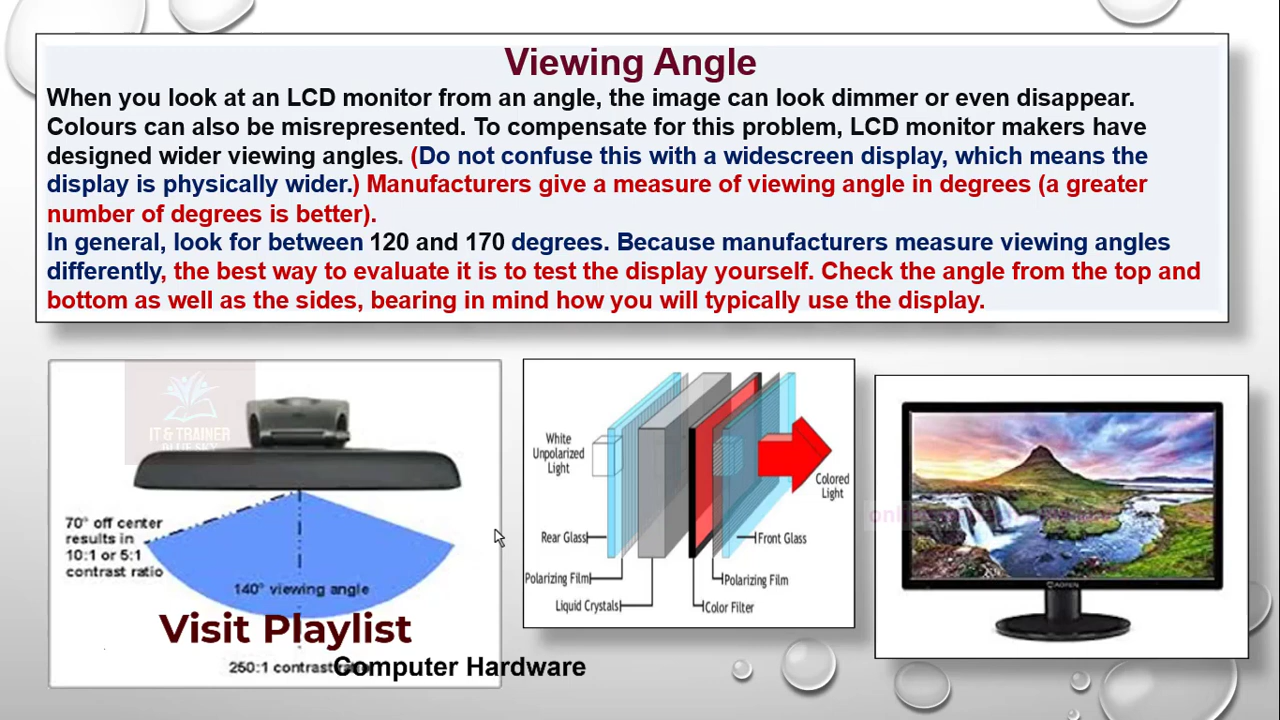 Viewing Angle
When you look at an LCD monitor from an angle, the image can look dimmer or even disappear.
Colours can also be misrepresented. To compensate for this problem, LCD monitor makers have
designed wider viewing angles. (Do not confuse this with a widescreen display, which means the
display is physically wider.) Manufacturers give a measure of viewing angle in degrees (a greater
number of degrees is better).
In general, look for between 120 and 170 degrees. Because manufacturers measure viewing angles
differently, the best way to evaluate it is to test the display yourself. Check the angle from the top and
bottom as well as the sides, bearing in mind how you will typically use the display.
IT & TRAINER
BLUE SKY
70° off center
results in
10:1 or 5:1
contrast ratio
140° viewing angle
Visit Playlist
250:1 contrast
Computer Hardware
White
Unpolarized
Light
Colored
Light
Rear Glass
Front Glass
Polarizing Film
Polarizing Film
Liquid Crystals
Color Filter
AOPEN